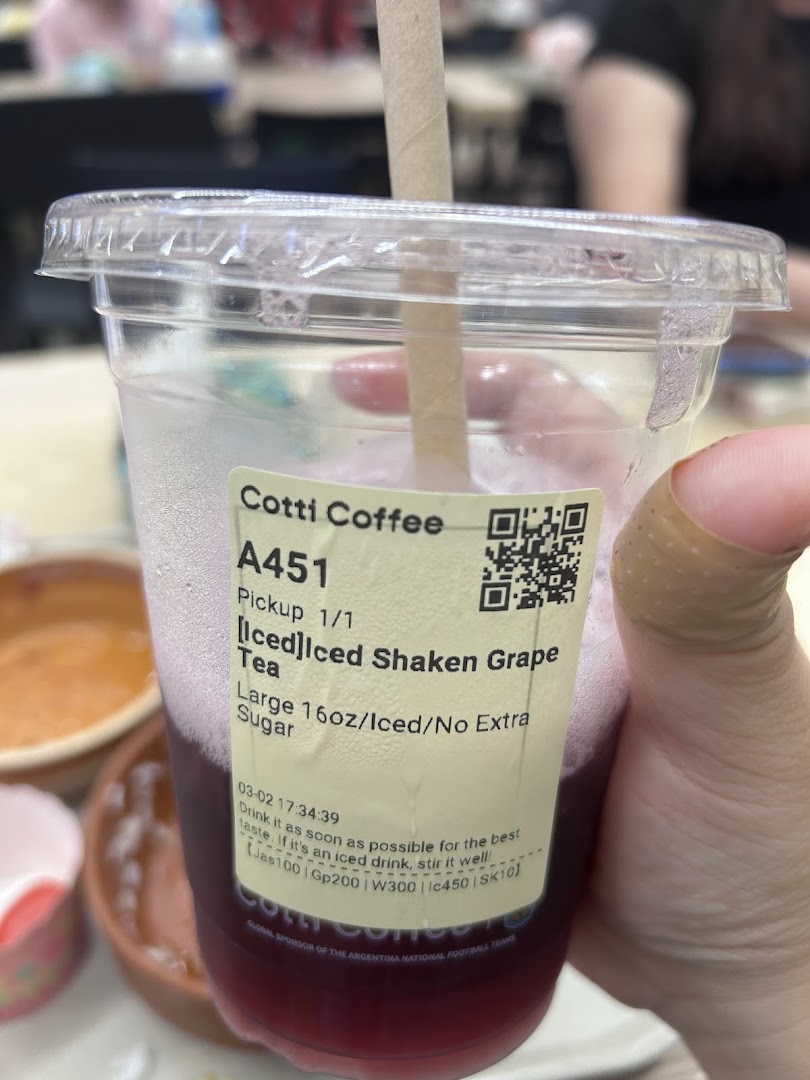 Cotti Coffee
A451
Pickup 1/1
[Iced]Iced Shaken Grape
Tea
Large 16oz/Iced/No Extra
Sugar
03-02 17:34:39
Drink it as soon as possible for the best
taste. If it's an iced drink, stir it well!
[Jas100 | Gp200 | W300 | Ic450 | SK10]
Cotti Coffee
GLOBAL SPONSOR OF THE ARGENTINA NATIONAL FOOTBALL TEAMS